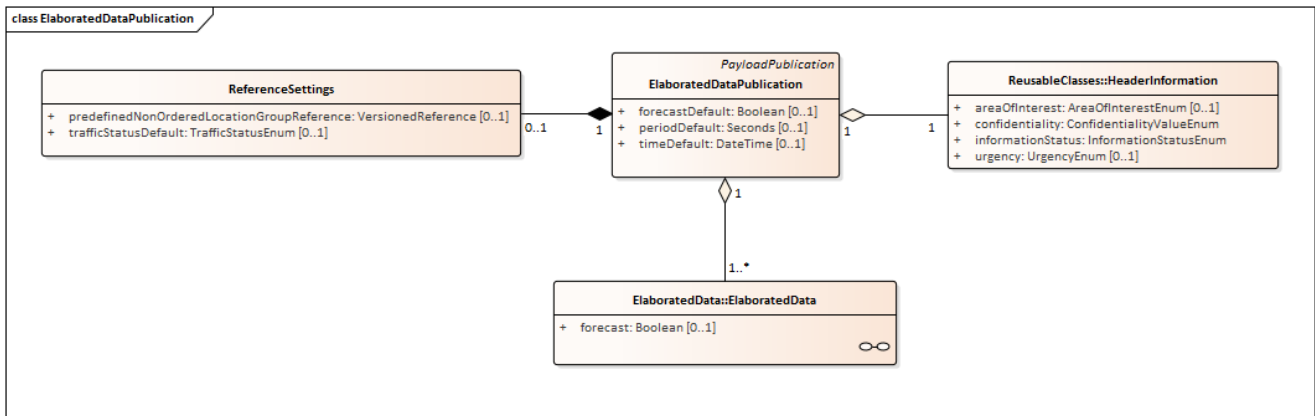 class ElaboratedDataPublication
ReferenceSettings
+ predefinedNonOrderedLocationGroupReference: VersionedReference [0..1]
+ trafficStatusDefault: TrafficStatusEnum [0..1]
0..1
1
PayloadPublication
ElaboratedDataPublication
+ forecastDefault: Boolean [0..1]
+ periodDefault: Seconds [0..1]
+ timeDefault: DateTime [0..1]
1
1
ReusableClasses::HeaderInformation
+ areaOfInterest: AreaOfInterestEnum [0..1]
+ confidentiality: ConfidentialityValueEnum
+ informationStatus: InformationStatusEnum
+ urgency: UrgencyEnum [0..1]
1
1..*
ElaboratedData::ElaboratedData
+ forecast: Boolean [0..1]